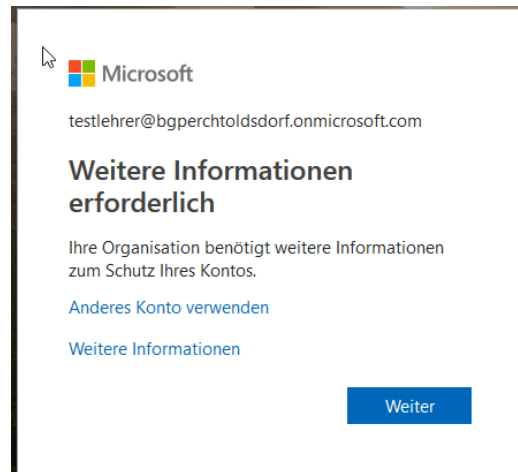 Microsoft
testlehrer@bgperchtoldsdorf.onmicrosoft.com
Weitere Informationen
erforderlich
Ihre Organisation benötigt weitere Informationen
zum Schutz Ihres Kontos.
Anderes Konto verwenden
Weitere Informationen
Weiter